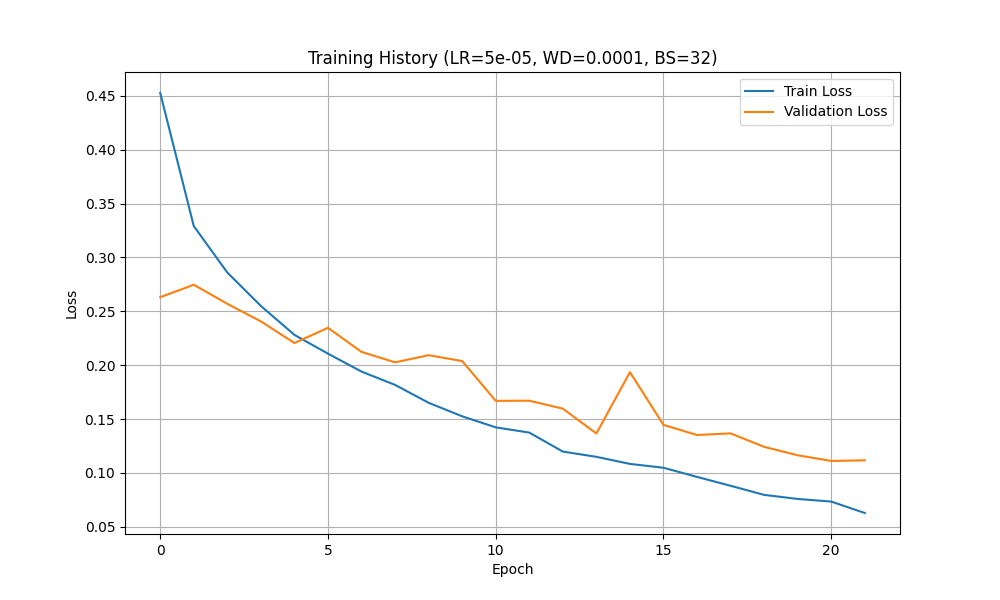 Training History (LR=5e-05, WD=0.0001, BS=32)
Train Loss
Validation Loss
0.45
0.40
0.35
0.30
0.25
0.20
0.15
0.10
0.05
Loss
0 5 10 15 20
Epoch